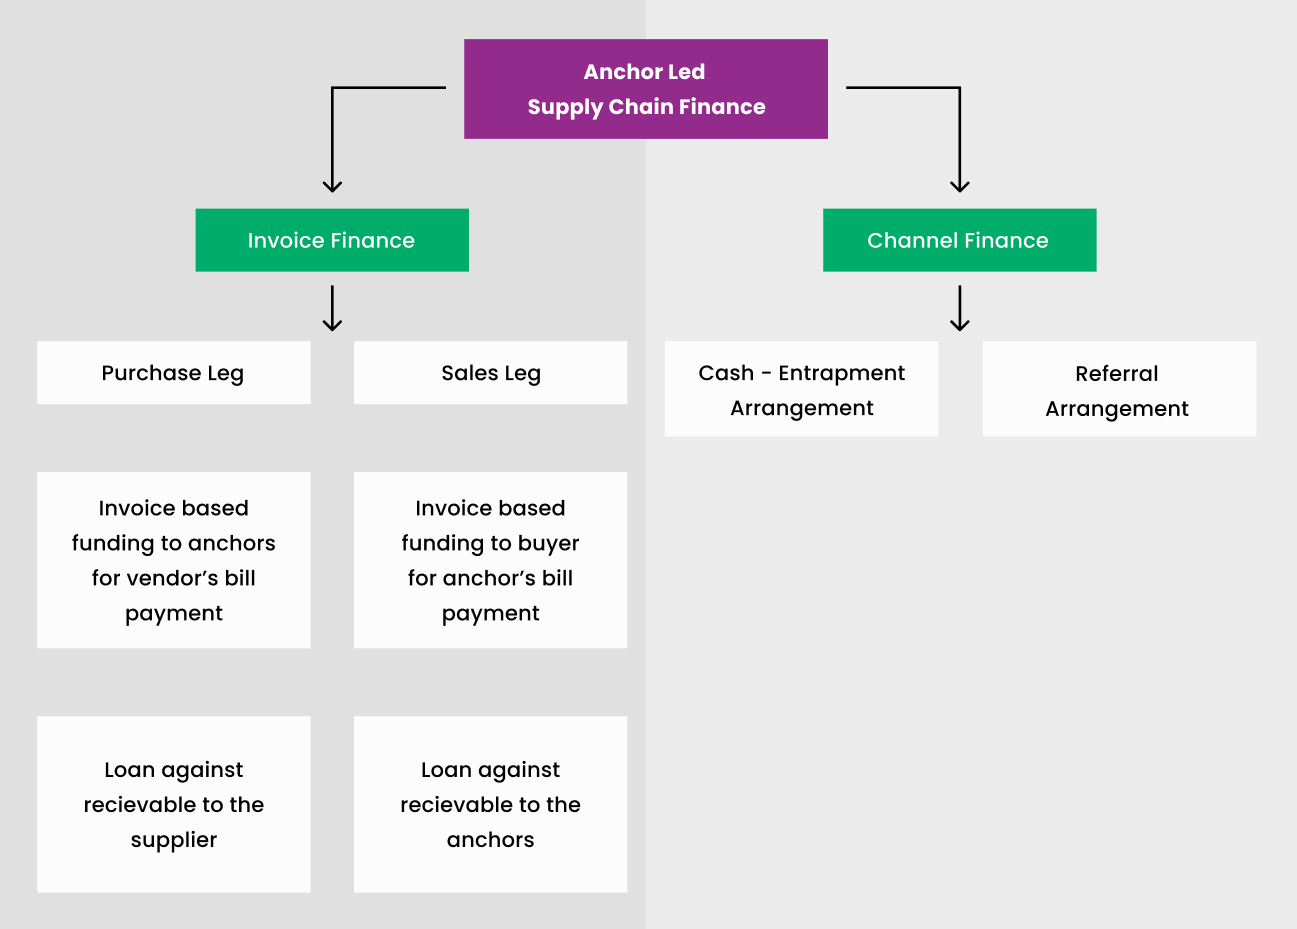 Anchor Led
Supply Chain Finance
Invoice Finance
Channel Finance
Purchase Leg
Sales Leg
Cash - Entrapment
Arrangement
Referral
Arrangement
Invoice based
funding to anchors
for vendor’s bill
payment
Invoice based
funding to buyer
for anchor’s bill
payment
Loan against
recievable to the
supplier
Loan against
recievable to the
anchors